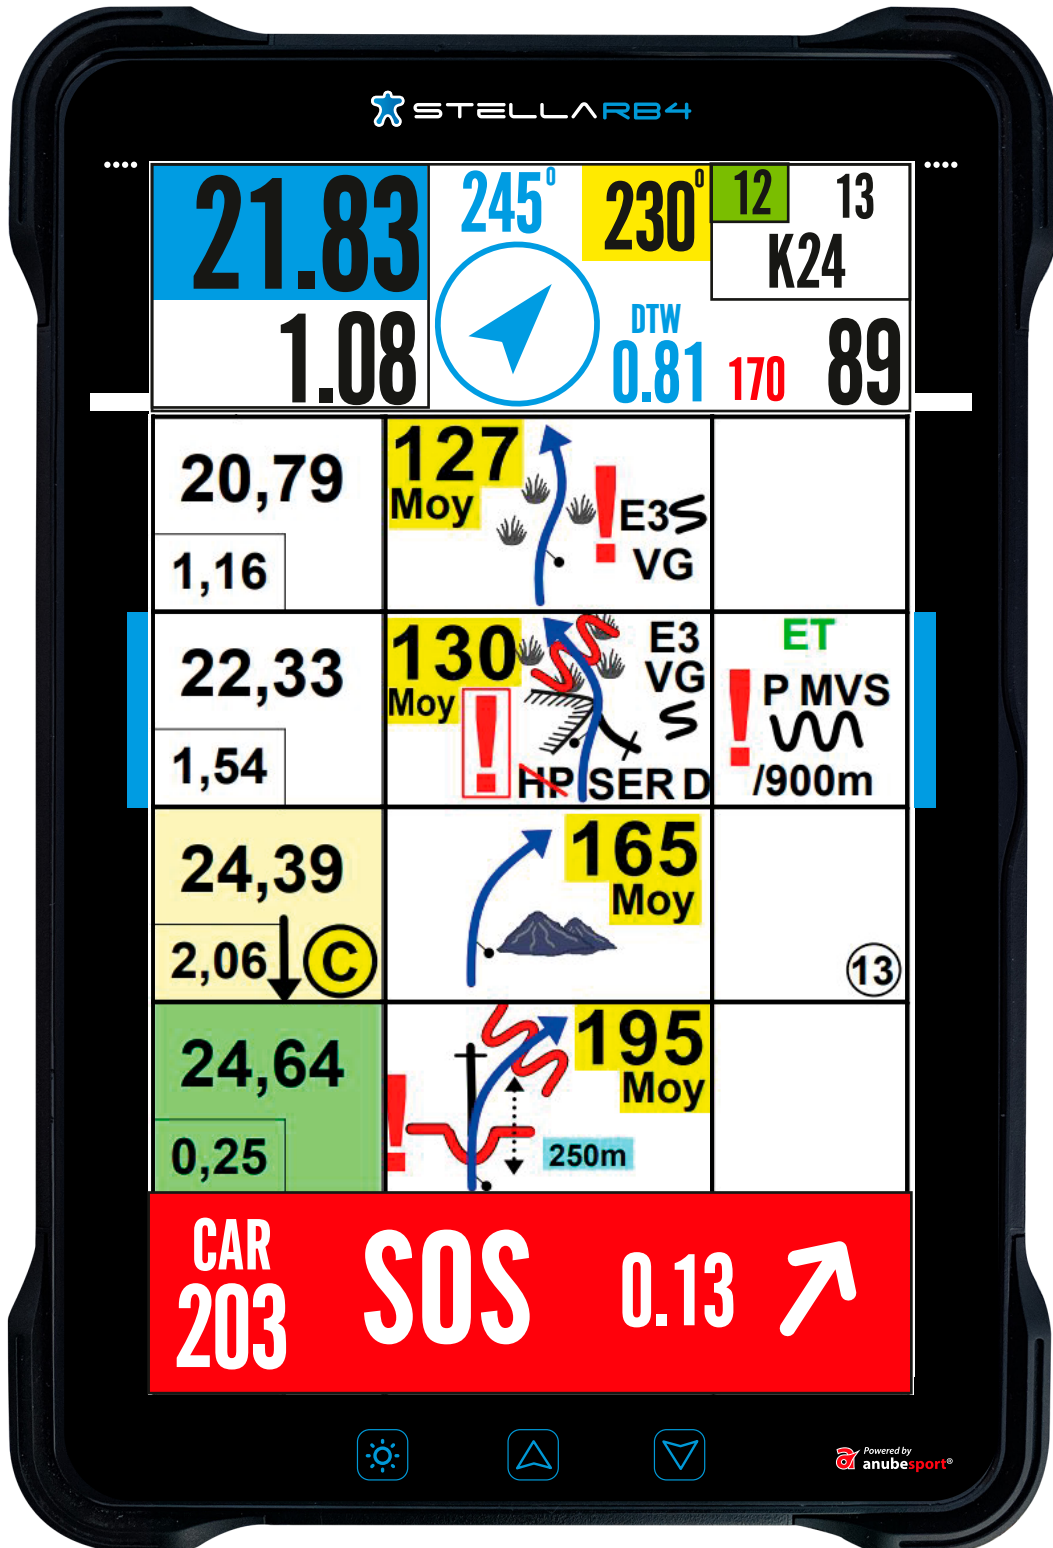 STELLARB4
21.83
245°
230°
12
13
K24
1.08
DTW
0.81
170
89
20,79
1,16
127
Moy
!
E3S
VG
22,33
1,54
130
Moy
!
E3
VG
S
HP SER D
ET
!
P MVS
/900m
24,39
2,06
C
165
Moy
13
24,64
0,25
!
195
Moy
250m
CAR
203
SOS
0.13
Powered by
anubesport®